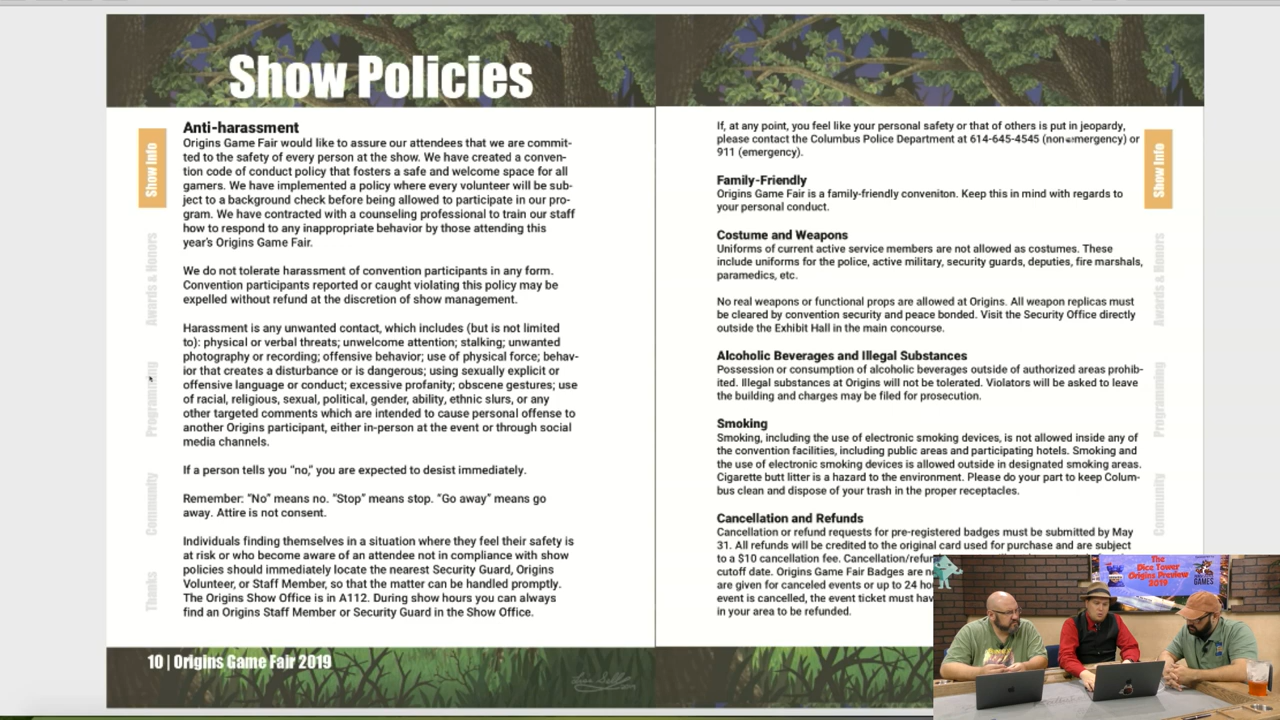 Show Policies
Show Info
Awards & Honors
Programming
Community
Thanks
Anti-harassment
Origins Game Fair would like to assure our attendees that we are commit-
ted to the safety of every person at the show. We have created a conven-
tion code of conduct policy that fosters a safe and welcome space for all
gamers. We have implemented a policy where every volunteer will be sub-
ject to a background check before being allowed to participate in our pro-
gram. We have contracted with a counseling professional to train our staff
how to respond to any inappropriate behavior by those attending this
year's Origins Game Fair.
We do not tolerate harassment of convention participants in any form.
Convention participants reported or caught violating this policy may be
expelled without refund at the discretion of show management.
Harassment is any unwanted contact, which includes (but is not limited
to): physical or verbal threats; unwelcome attention; stalking; unwanted
photography or recording; offensive behavior; use of physical force; behav-
ior that creates a disturbance or is dangerous; using sexually explicit or
offensive language or conduct; excessive profanity; obscene gestures; use
of racial, religious, sexual, political, gender, ability, ethnic slurs, or any
other targeted comments which are intended to cause personal offense to
another Origins participant, either in-person at the event or through social
media channels.
If a person tells you “no,” you are expected to desist immediately.
Remember: “No” means no. “Stop” means stop. “Go away” means go
away. Attire is not consent.
Individuals finding themselves in a situation where they feel their safety is
at risk or who become aware of an attendee not in compliance with show
policies should immediately locate the nearest Security Guard, Origins
Volunteer, or Staff Member, so that the matter can be handled promptly.
The Origins Show Office is in A112. During show hours you can always
find an Origins Staff Member or Security Guard in the Show Office.
10 | Origins Game Fair 2019
If, at any point, you feel like your personal safety or that of others is put in jeopardy,
please contact the Columbus Police Department at 614-645-4545 (non-emergency) or
911 (emergency).
Family-Friendly
Origins Game Fair is a family-friendly conveniton. Keep this in mind with regards to
your personal conduct.
Costume and Weapons
Uniforms of current active service members are not allowed as costumes. These
include uniforms for the police, active military, security guards, deputies, fire marshals,
paramedics, etc.
No real weapons or functional props are allowed at Origins. All weapon replicas must
be cleared by convention security and peace bonded. Visit the Security Office directly
outside the Exhibit Hall in the main concourse.
Alcoholic Beverages and Illegal Substances
Possession or consumption of alcoholic beverages outside of authorized areas prohib-
ited. Illegal substances at Origins will not be tolerated. Violators will be asked to leave
the building and charges may be filed for prosecution.
Smoking
Smoking, including the use of electronic smoking devices, is not allowed inside any of
the convention facilities, including public areas and participating hotels. Smoking and
the use of electronic smoking devices is allowed outside in designated smoking areas.
Cigarette butt litter is a hazard to the environment. Please do your part to keep Colum-
bus clean and dispose of your trash in the proper receptacles.
Cancellation and Refunds
Cancellation or refund requests for pre-registered badges must be submitted by May
31. All refunds will be credited to the original card used for purchase and are subject
to a $10 cancellation fee.
cutoff date. Origins Game Fair Badges are
are given for canceled events or up to 24
event is cancelled, the event ticket must
in your area to be refunded.
Show Info
Awards & Honors
Programming
Community
The
Dice Tower
Origins Preview
2019
GAMES